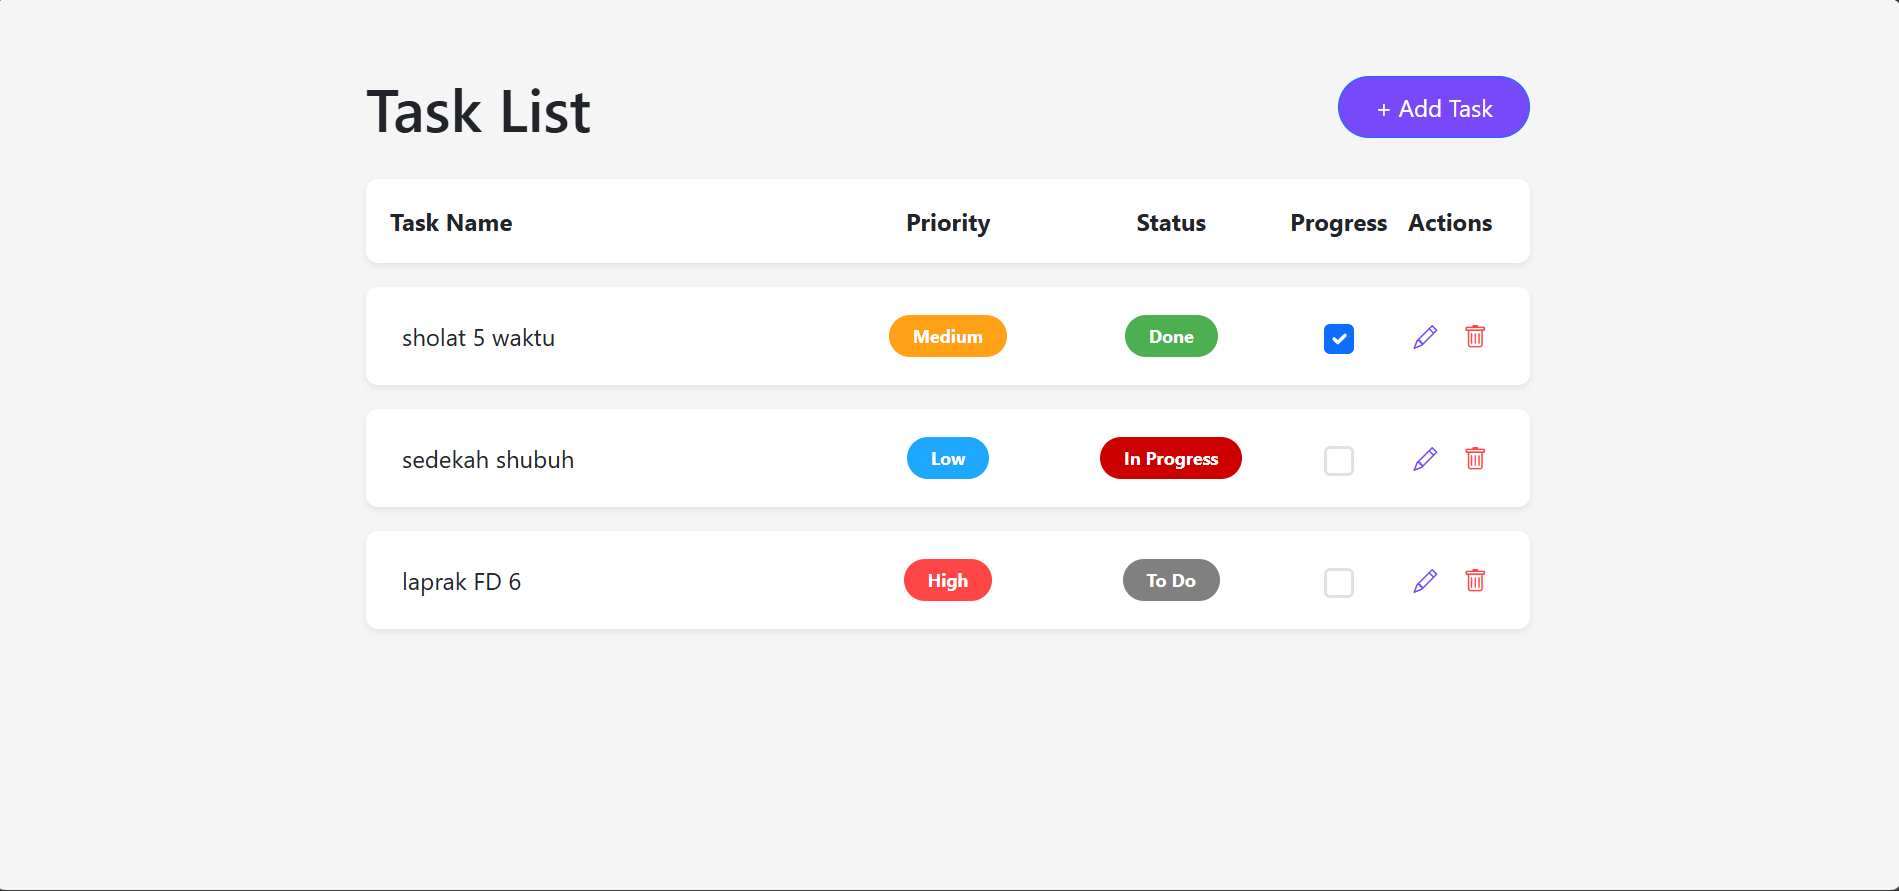 Task List
+ Add Task
Task Name Priority Status Progress Actions
sholat 5 waktu Medium Done
sedekah shubuh Low In Progress
laprak FD 6 High To Do